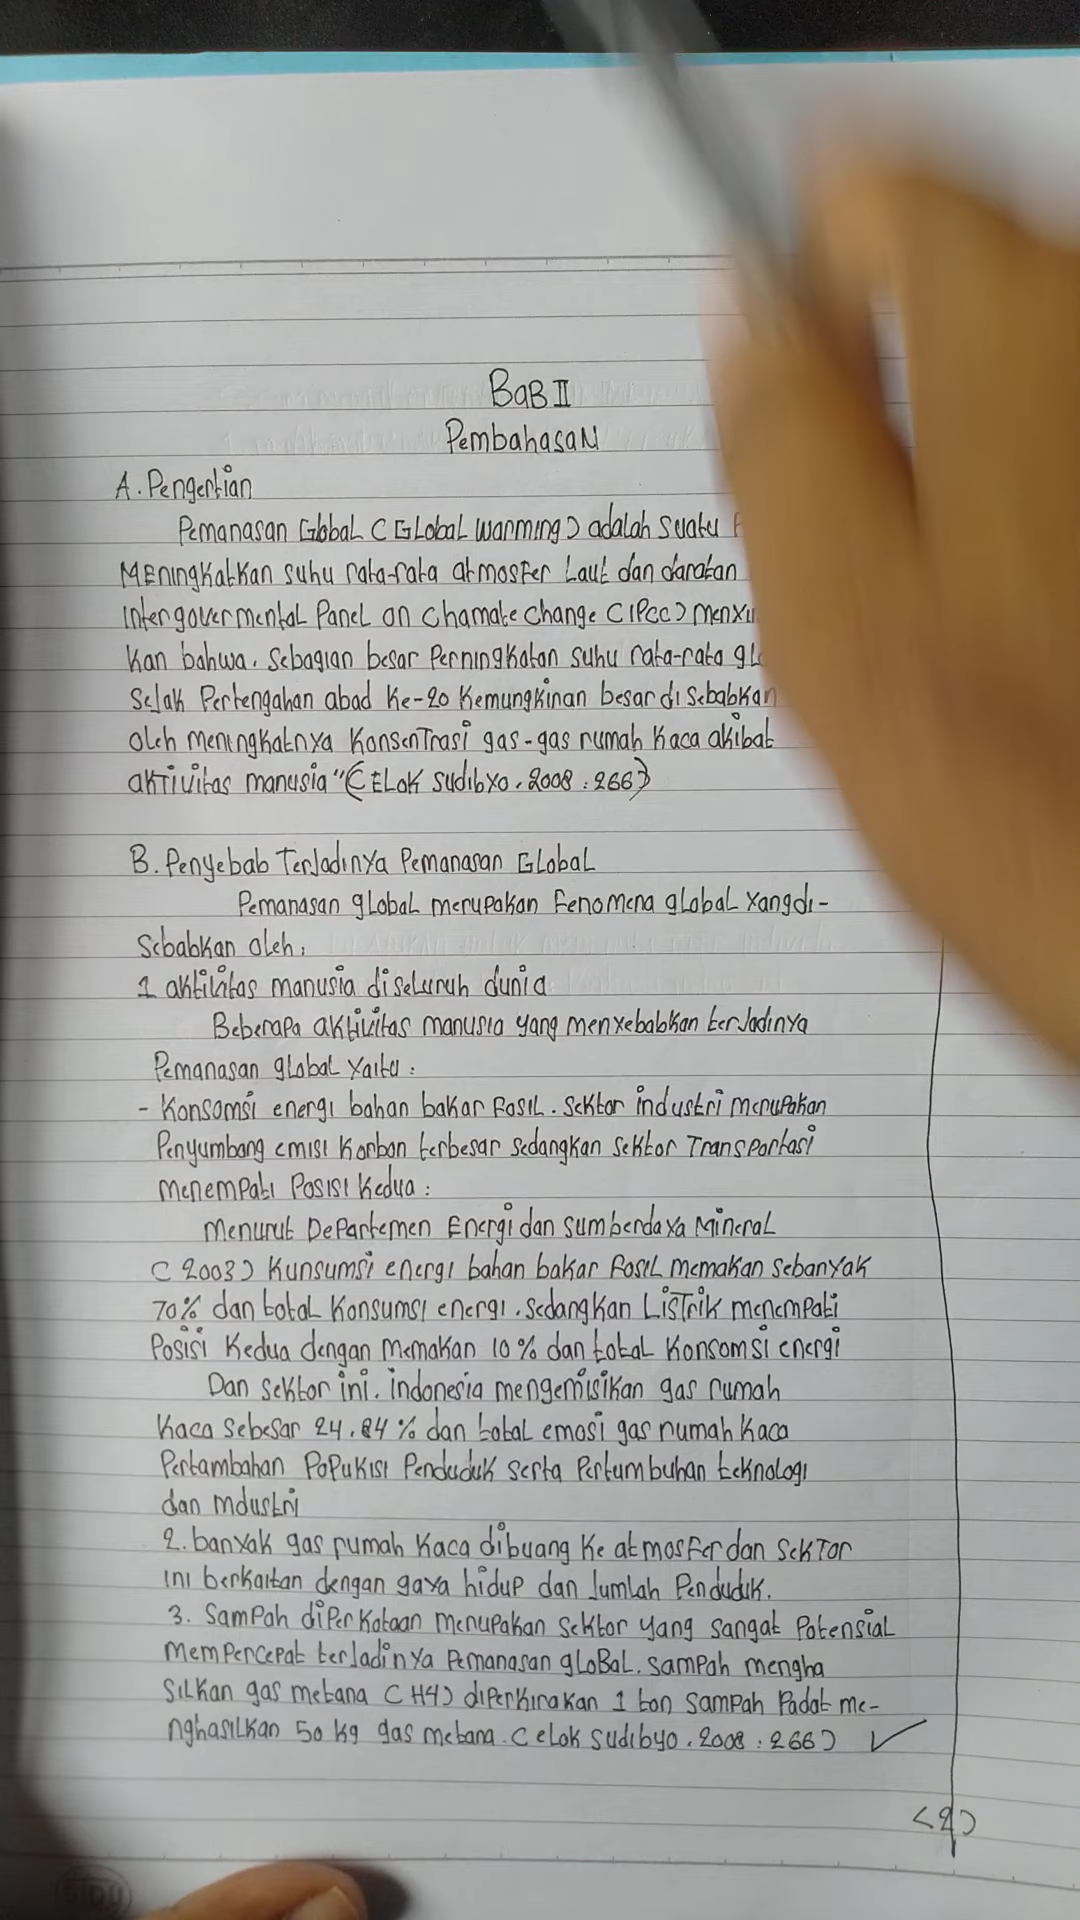 BaB II
PembahasaN
A. Pengertian
Pemanasan Global (Global Warming) adalah suatu
MEningkatkan suhu rata-rata atmosfer Laut dan daratan
intergovermental Panel on Chamate change (IPCC) menyu
kan bahwa. Sebagian besar Perningkatan suhu rata-rata gL
Sejak Pertengahan abad Ke-20 Kemungkinan besar disebabkan
oleh meningkatnya KonsenTrasi gas-gas rumah Kaca akibat
aktivitas manusia "(ELok Sudibyo. 2008 : 266)
B. Penyebab TerJadinya Pemanasan GLobaL
Pemanasan gLobaL merupakan Fenomena gLobaL yangdi-
Sebabkan oleh:
1 aktilitas manusia diselunuh dunia
Beberapa aktivitas manusia yang menyebabkan terJadinya
Pemanasan gLobaL yaitu :
- Konsomsi energi bahan bakar Fosil. Sektor industri merupakan
Penyumbang emisi Karbon terbesar sedangkan Sektor Transportasi
menempati Posisi Kedua :
menurut Departemen Energi dan sumberdaya Mineral
( 2003 ) Kunsumsi energi bahan bakar Fosil memakan sebanyak
70% dan total Konsumsi energi. sedangkan LisTrik menempati
Posisi Kedua dengan memakan 10 % dan total Konsomsi energi
Dan sektor ini. indonesia mengemisikan gas rumah
Kaca sebesar 24.84 % dan total emosi gas rumah Kaca
Pertambahan PoPukisi Penduduk serta Pertumbuhan teknologi
dan mdustri
2. banyak gas rumah Kaca dibuang Ke atmosFer dan SekTor
ini berkaitan dengan gaya hidup dan Jumlah Penduduk.
3. Sampah diPerkotaan merupakan Sektor yang sangat Potensial
memPercepat terJadinya Pemanasan gLoBaL. Sampah mengha
SiLkan gas metana ( H4) diperkirakan 1 ton sampah Padat me-
nghasilkan 50 kg gas metana. ( elok Sudibyo. 2008 : 266 )
(2)
SIDU